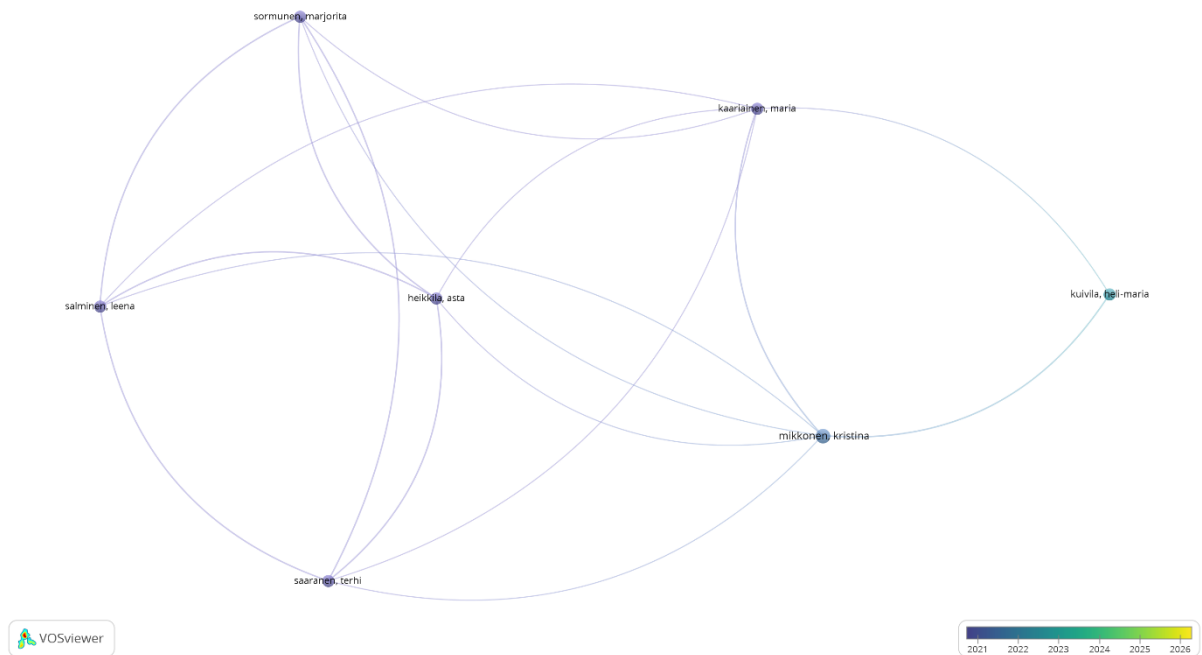 sormunen, marjorita
kaariainen, maria
kuivila, heli-maria
heikkila, asta
salminen, leena
mikkonen, kristina
saaranen, terhi
VOSviewer
2021 2022 2023 2024 2025 2026